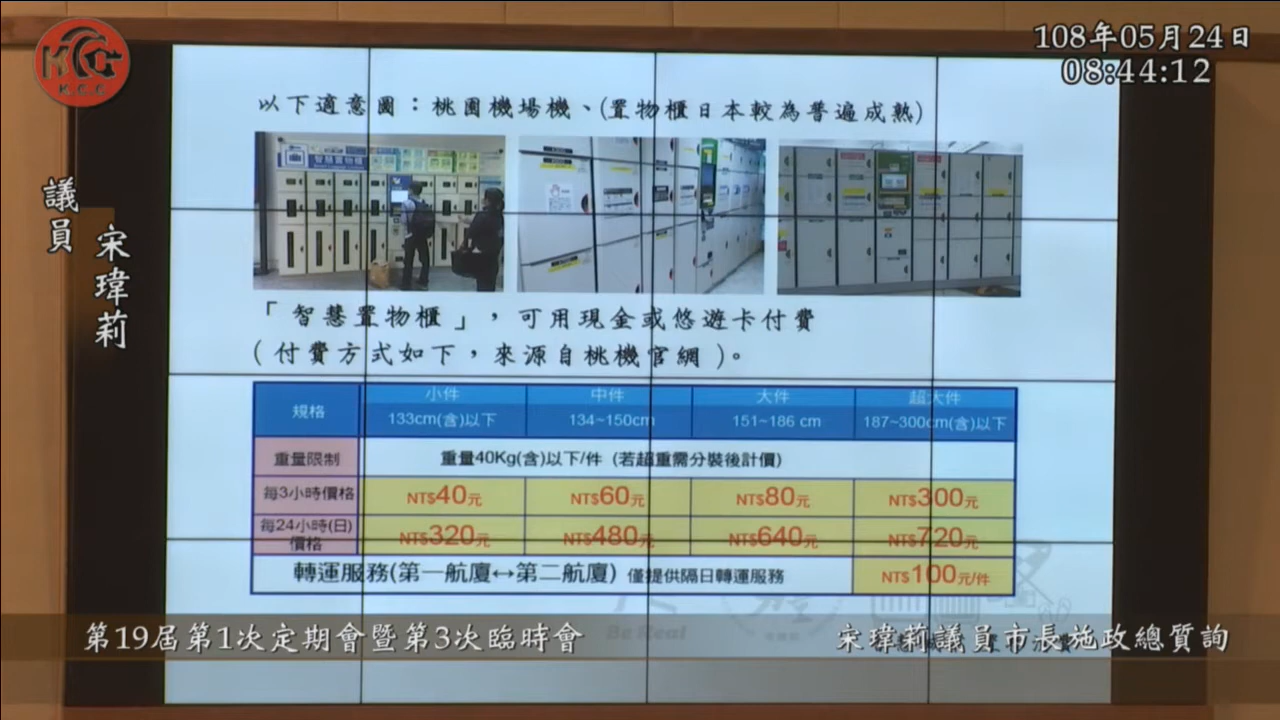 KCC
K.C.C.
108年05月24日
08:44:12
議員
宋瑋莉
以下適意圖：桃園機場機、(置物櫃日本較為普遍成熟)
智慧置物櫃
「智慧置物櫃」，可用現金或悠遊卡付費
(付費方式如下，來源自桃機官網)。
規格 小件 133cm(含)以下 中件 134~150cm 大件 151~186 cm 超大件 187~300cm(含)以下
重量限制 重量40Kg(含)以下/件 (若超重需分裝後計價)
每3小時價格 NT$40元 NT$60元 NT$80元 NT$300元
每24小時(日)價格 NT$320元 NT$480元 NT$640元 NT$720元
轉運服務(第一航廈↔第二航廈) 僅提供隔日轉運服務 NT$100元/件
Be Real
第19屆第1次定期會暨第3次臨時會
宋瑋莉議員市長施政總質詢